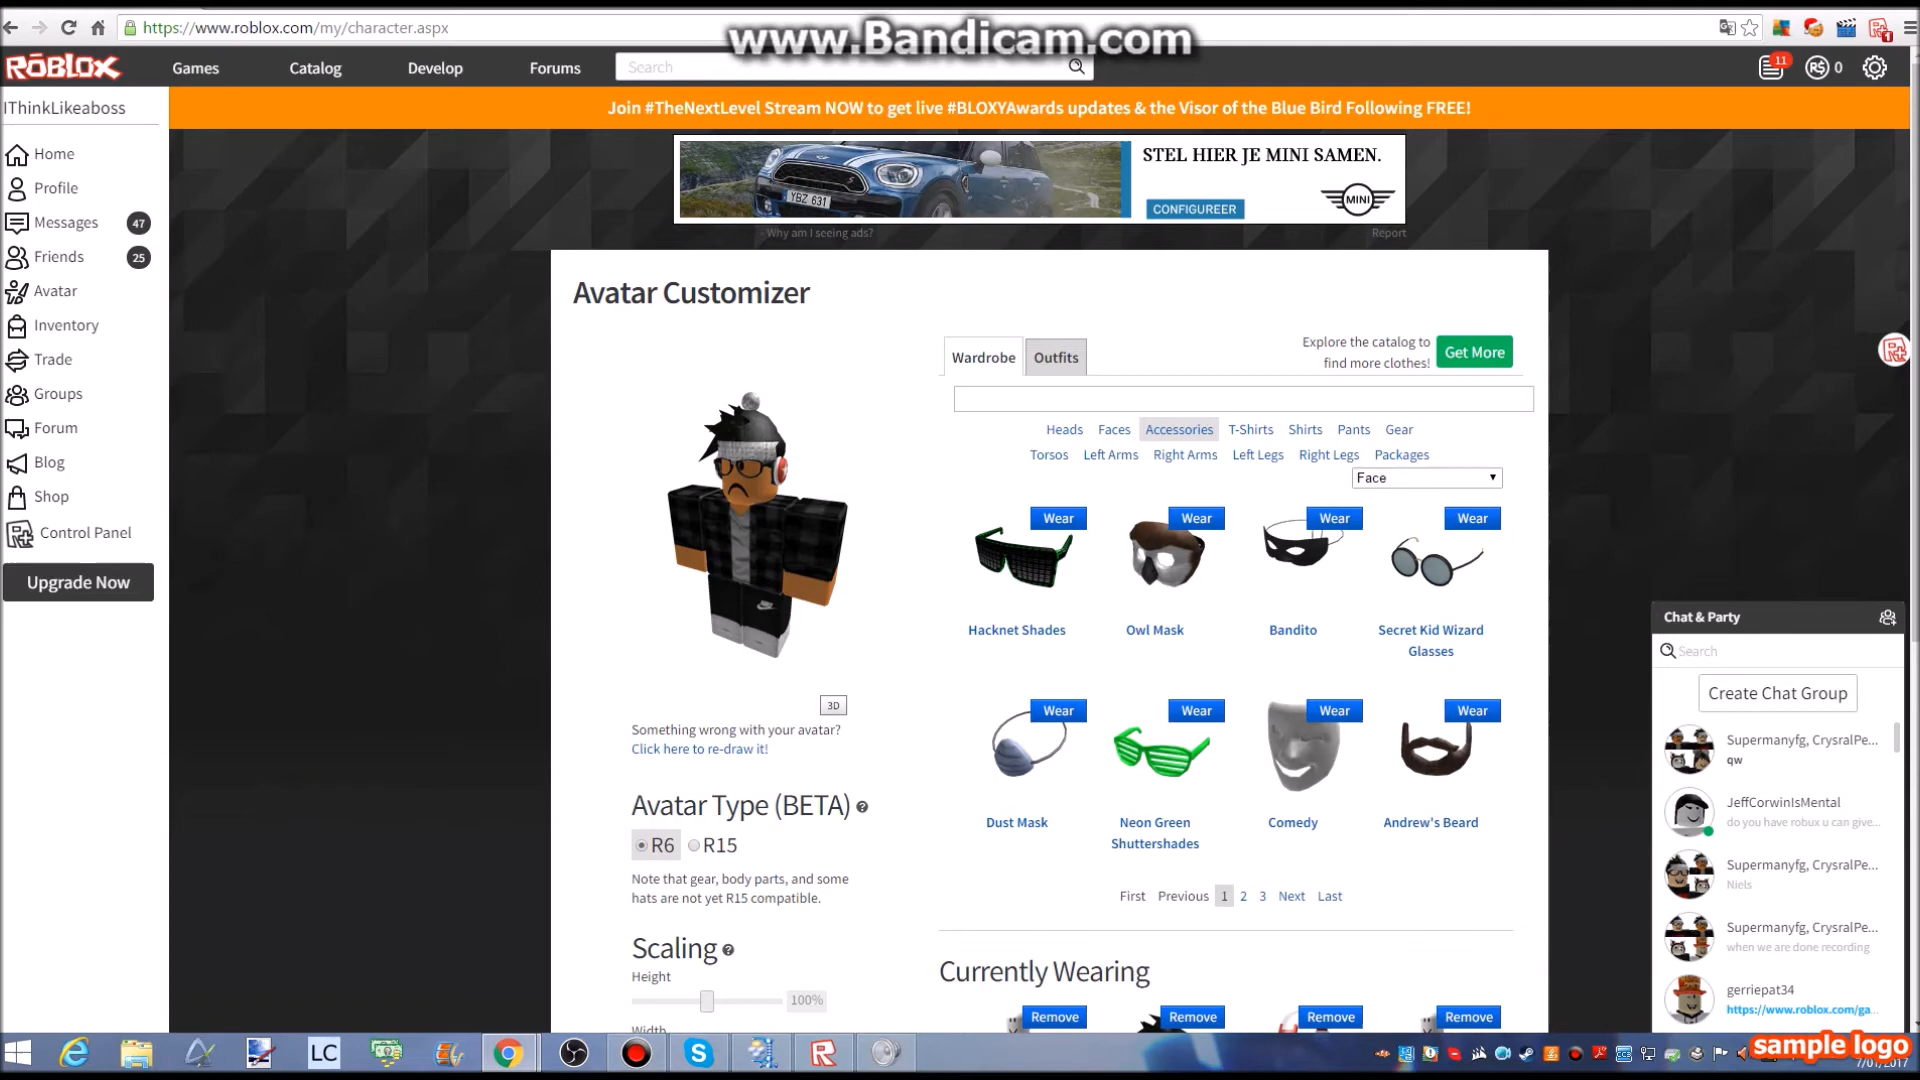 https://www.roblox.com/my/character.aspx
www.Bandicam.com
1
ROBLOX
Games
Catalog
Develop
Forums
Search
11
R$ 0
IThinkLikeaboss
Join #TheNextLevel Stream NOW to get live #BLOXYAwards updates & the Visor of the Blue Bird Following FREE!
Home
Profile
Messages 47
Friends 25
Avatar
Inventory
Trade
Groups
Forum
Blog
Shop
Control Panel
Upgrade Now
YBZ 631
STEL HIER JE MINI SAMEN.
CONFIGUREER
MINI
- Why am I seeing ads?
Report
Avatar Customizer
Wardrobe
Outfits
Explore the catalog to
find more clothes!
Get More
Heads Faces Accessories T-Shirts Shirts Pants Gear
Torsos Left Arms Right Arms Left Legs Right Legs Packages
Face
Wear Wear Wear Wear
Hacknet Shades
Owl Mask
Bandito
Secret Kid Wizard
Glasses
Wear Wear Wear Wear
Dust Mask
Neon Green
Shuttershades
Comedy
Andrew's Beard
First Previous 1 2 3 Next Last
3D
Something wrong with your avatar?
Click here to re-draw it!
Avatar Type (BETA) ?
R6 R15
Note that gear, body parts, and some
hats are not yet R15 compatible.
Scaling ?
Height
100%
Width
Currently Wearing
Remove Remove Remove Remove
Chat & Party
Search
Create Chat Group
Supermanyfg, CrysralPe...
qw
JeffCorwinIsMental
do you have robux u can give...
Supermanyfg, CrysralPe...
Niels
Supermanyfg, CrysralPe...
when we are done recording
gerriepat34
https://www.roblox.com/ga...
LC
sample logo
7/01/2017